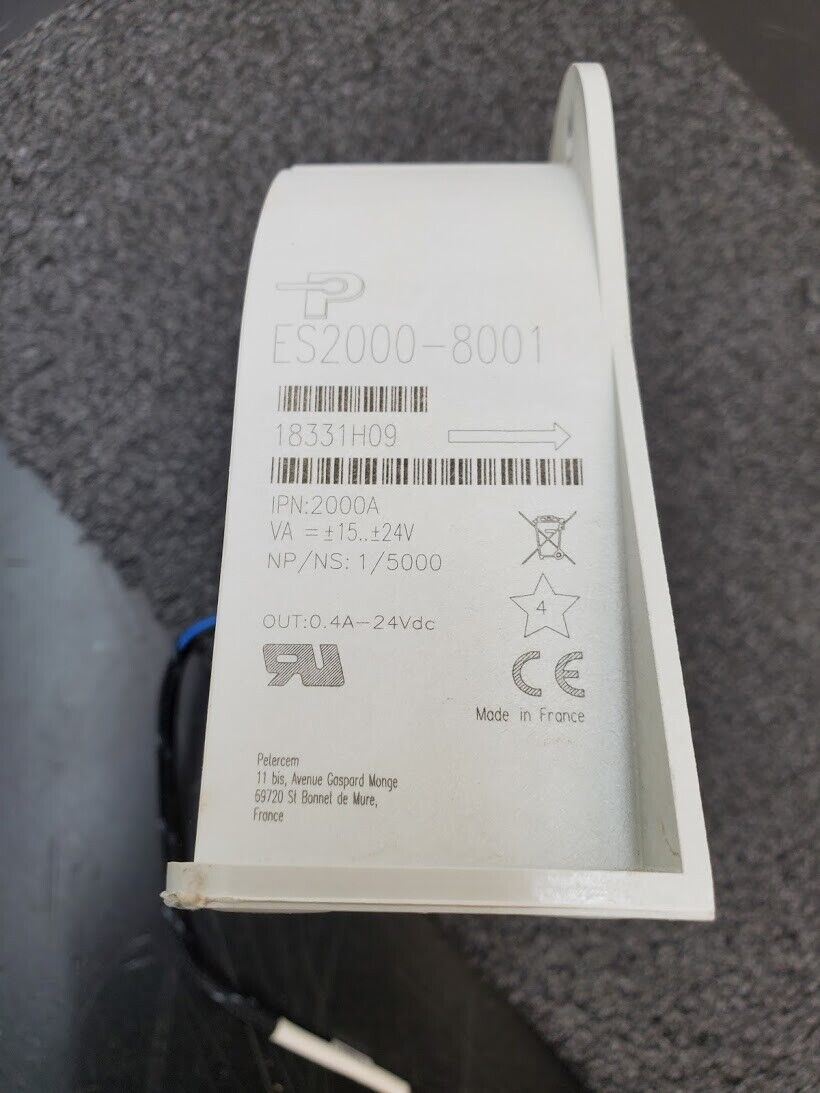 P
ES2000-8001
18331H09
IPN:2000A
VA =±15..±24V
NP/NS: 1/5000
4
OUT:0.4A-24Vdc
CE
Made in France
Pelercem
11 bis, Avenue Gaspard Monge
69720 St Bonnet de Mure,
France